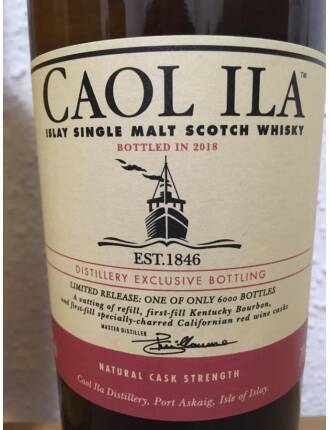 CAOL ILA™
ISLAY SINGLE MALT SCOTCH WHISKY
BOTTLED IN 2018
EST.1846
DISTILLERY EXCLUSIVE BOTTLING
LIMITED RELEASE: ONE OF ONLY 6000 BOTTLES
A vatting of refill, first-fill Kentucky Bourbon,
and first-fill specially-charred Californian red wine casks
MASTER DISTILLER
NATURAL CASK STRENGTH
Caol Ila Distillery, Port Askaig, Isle of Islay.